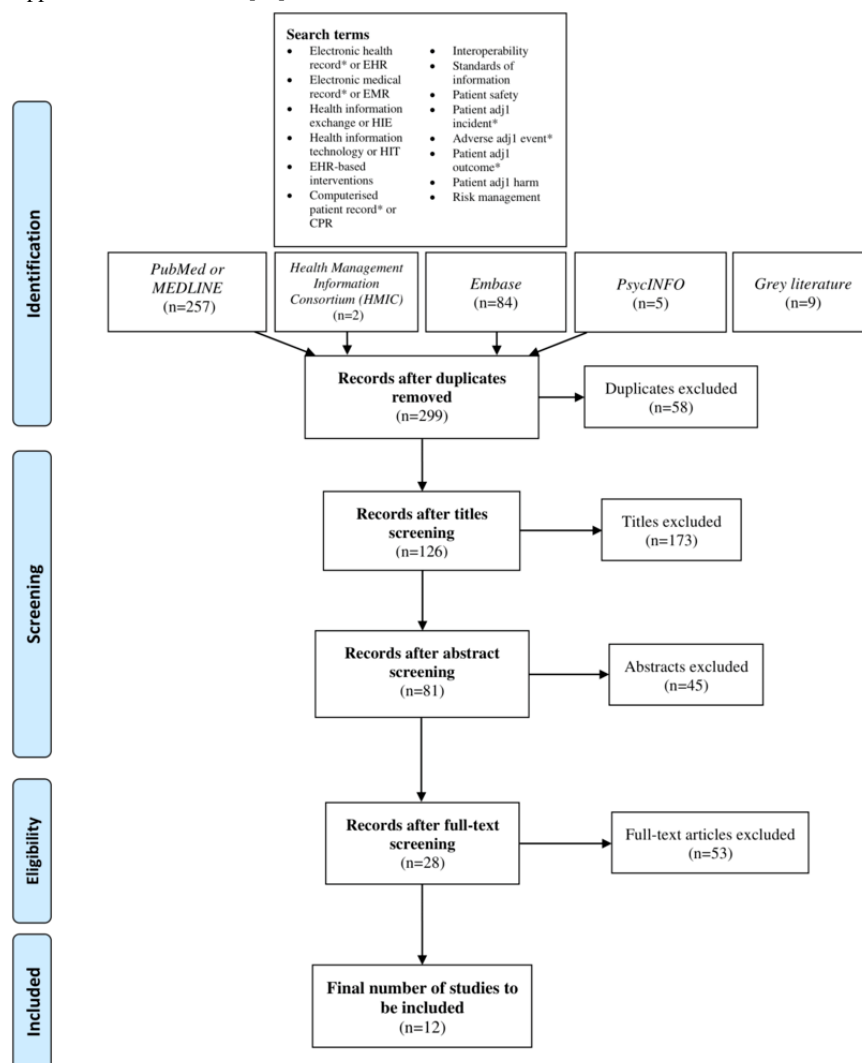 Search terms
• Electronic health
record* or EHR
• Electronic medical
record* or EMR
• Health information
exchange or HIE
• Health information
technology or HIT
• EHR-based
interventions
• Computerised
patient record* or
CPR
• Interoperability
• Standards of
information
• Patient safety
• Patient adj1
incident*
• Adverse adj1 event*
• Patient adj1
outcome*
• Patient adj1 harm
• Risk management
Identification
PubMed or
MEDLINE
(n=257)
Health Management
Information
Consortium (HMIC)
(n=2)
Embase
(n=84)
PsycINFO
(n=5)
Grey literature
(n=9)
Records after duplicates
removed
(n=299)
Duplicates excluded
(n=58)
Screening
Records after titles
screening
(n=126)
Titles excluded
(n=173)
Records after abstract
screening
(n=81)
Abstracts excluded
(n=45)
Eligibility
Records after full-text
screening
(n=28)
Full-text articles excluded
(n=53)
Included
Final number of studies to
be included
(n=12)